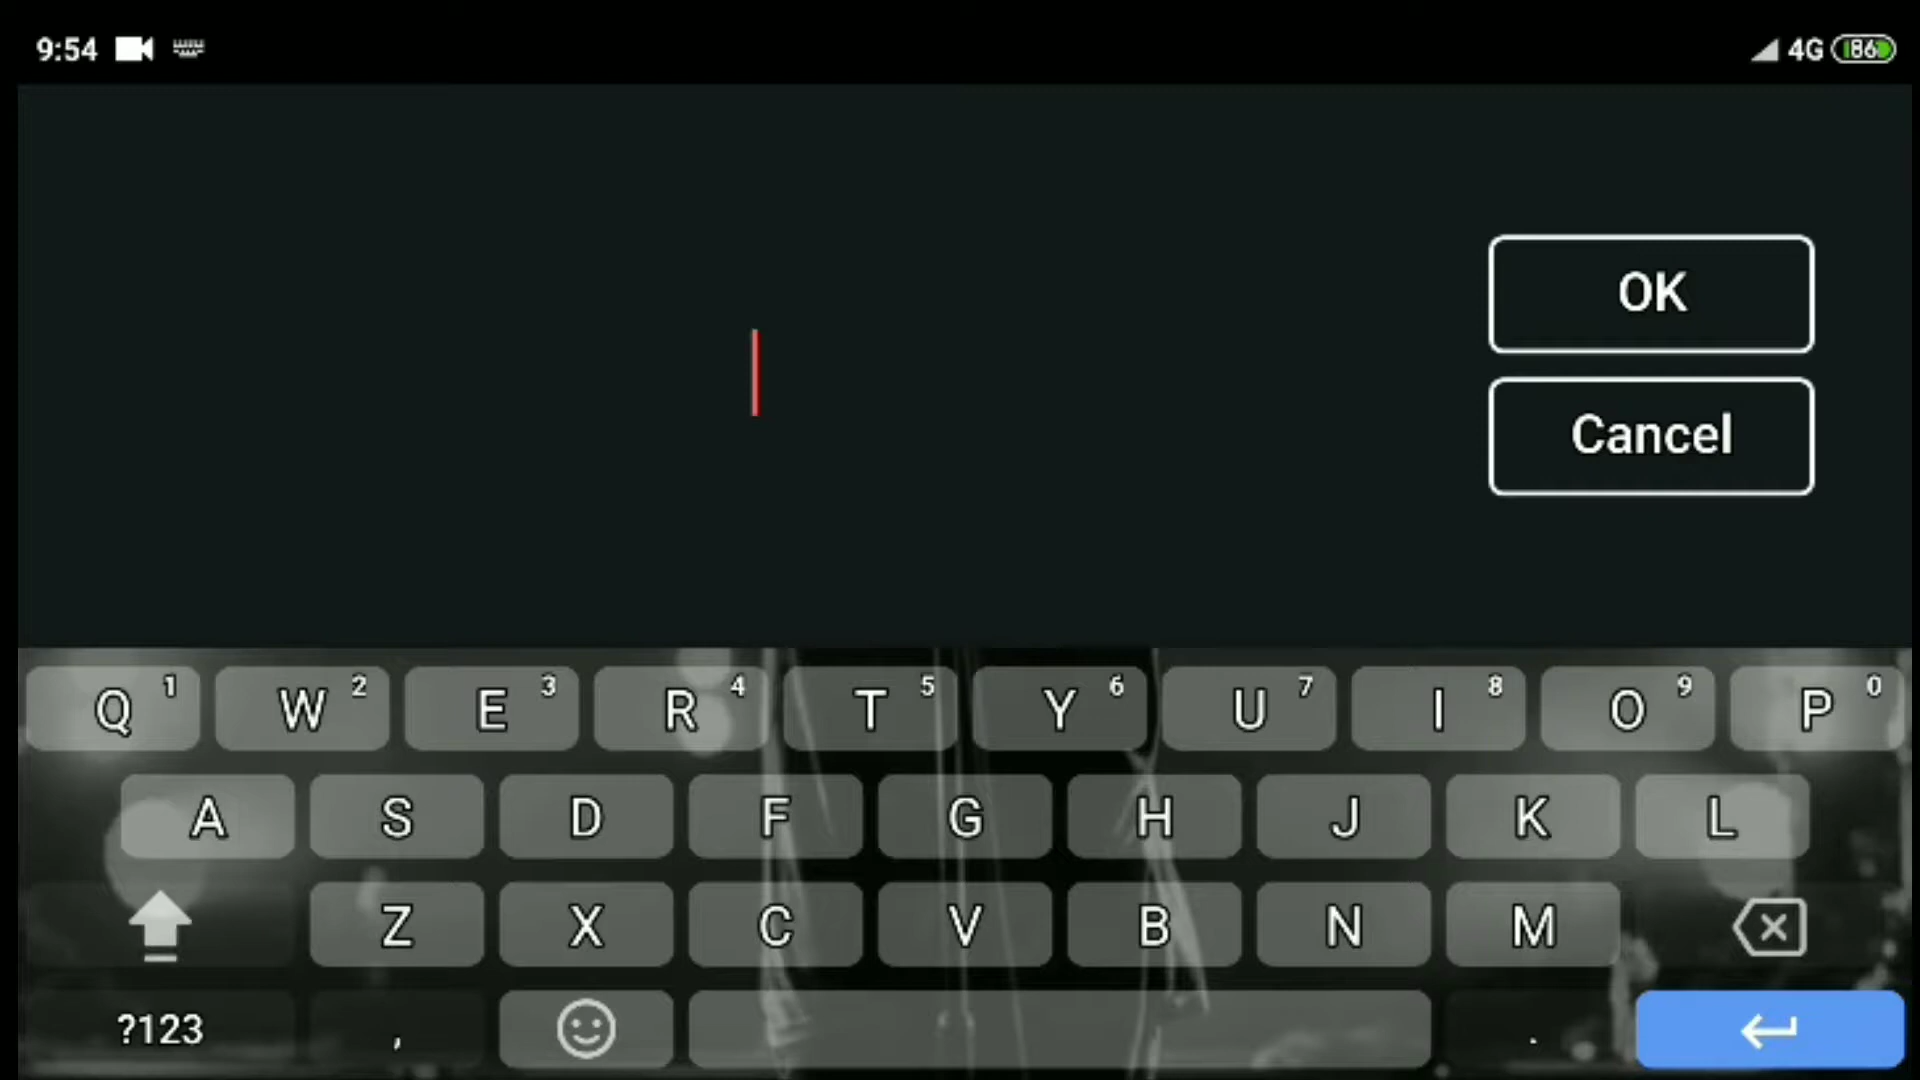 9:54 4G 86
OK
Cancel
Q 1 W 2 E 3 R 4 T 5 Y 6 U 7 I 8 O 9 P 0
A S D F G H J K L
Z X C V B N M
?123 , .